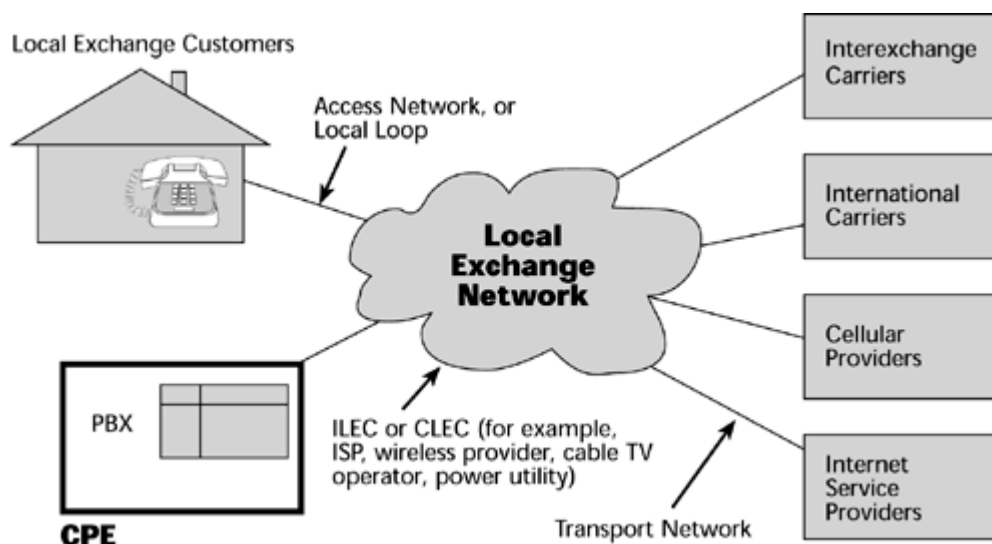 Local Exchange Customers
Access Network, or
Local Loop
Local
Exchange
Network
Interexchange
Carriers
International
Carriers
Cellular
Providers
Internet
Service
Providers
PBX
CPE
ILEC or CLEC (for example,
ISP, wireless provider, cable TV
operator, power utility)
Transport Network